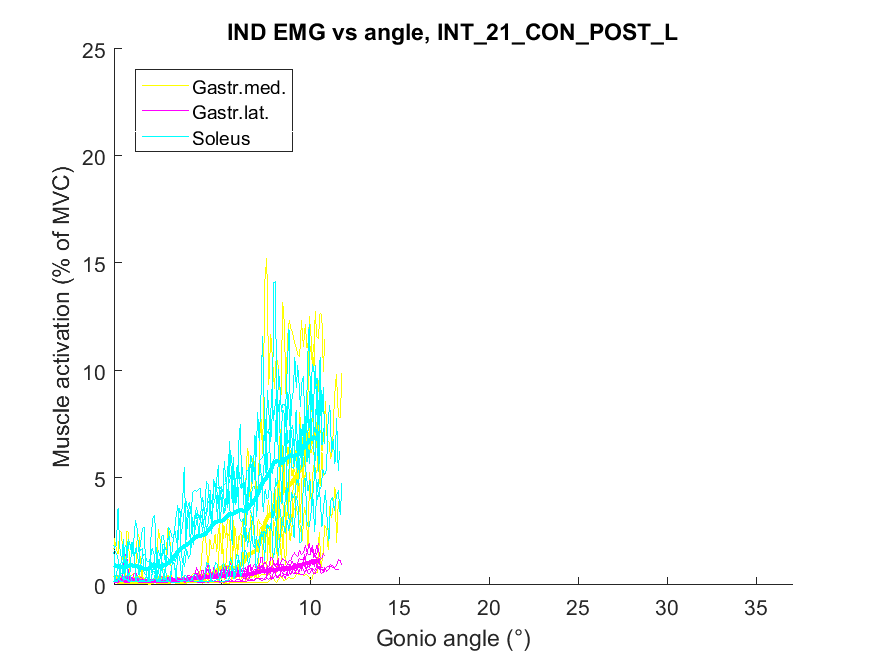 IND EMG vs angle, INT_21_CON_POST_L
25
20
15
10
5
0
Muscle activation (% of MVC)
Gastr.med.
Gastr.lat.
Soleus
0 5 10 15 20 25 30 35
Gonio angle (°)